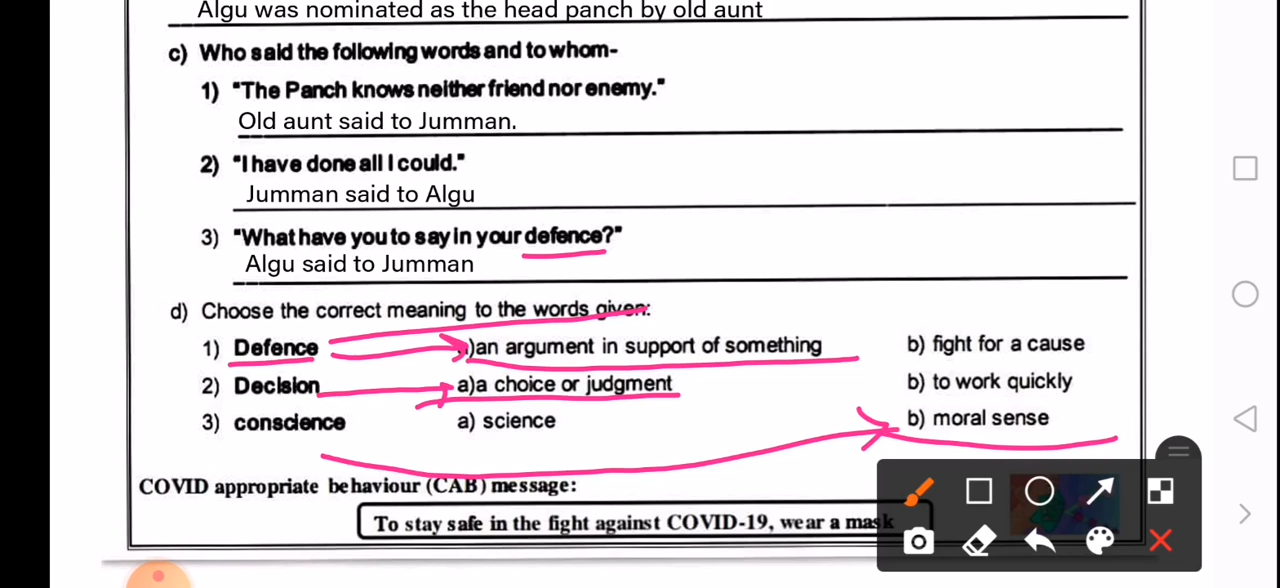 Algu was nominated as the head panch by old aunt
c) Who said the following words and to whom-
1) "The Panch knows neither friend nor enemy."
Old aunt said to Jumman.
2) "I have done all I could."
Jumman said to Algu
3) "What have you to say in your defence?"
Algu said to Jumman
d) Choose the correct meaning to the words given:
1) Defence a)an argument in support of something b) fight for a cause
2) Decision a)a choice or judgment b) to work quickly
3) conscience a) science b) moral sense
COVID appropriate behaviour (CAB) message:
To stay safe in the fight against COVID-19, wear a mask